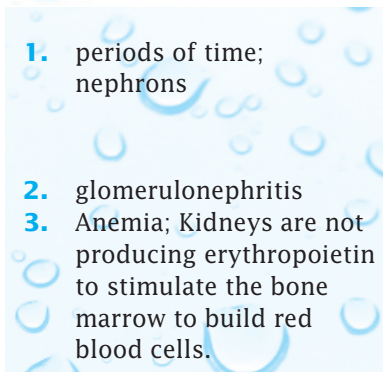 1. periods of time;
nephrons
2. glomerulonephritis
3. Anemia; Kidneys are not
producing erythropoietin
to stimulate the bone
marrow to build red
blood cells.